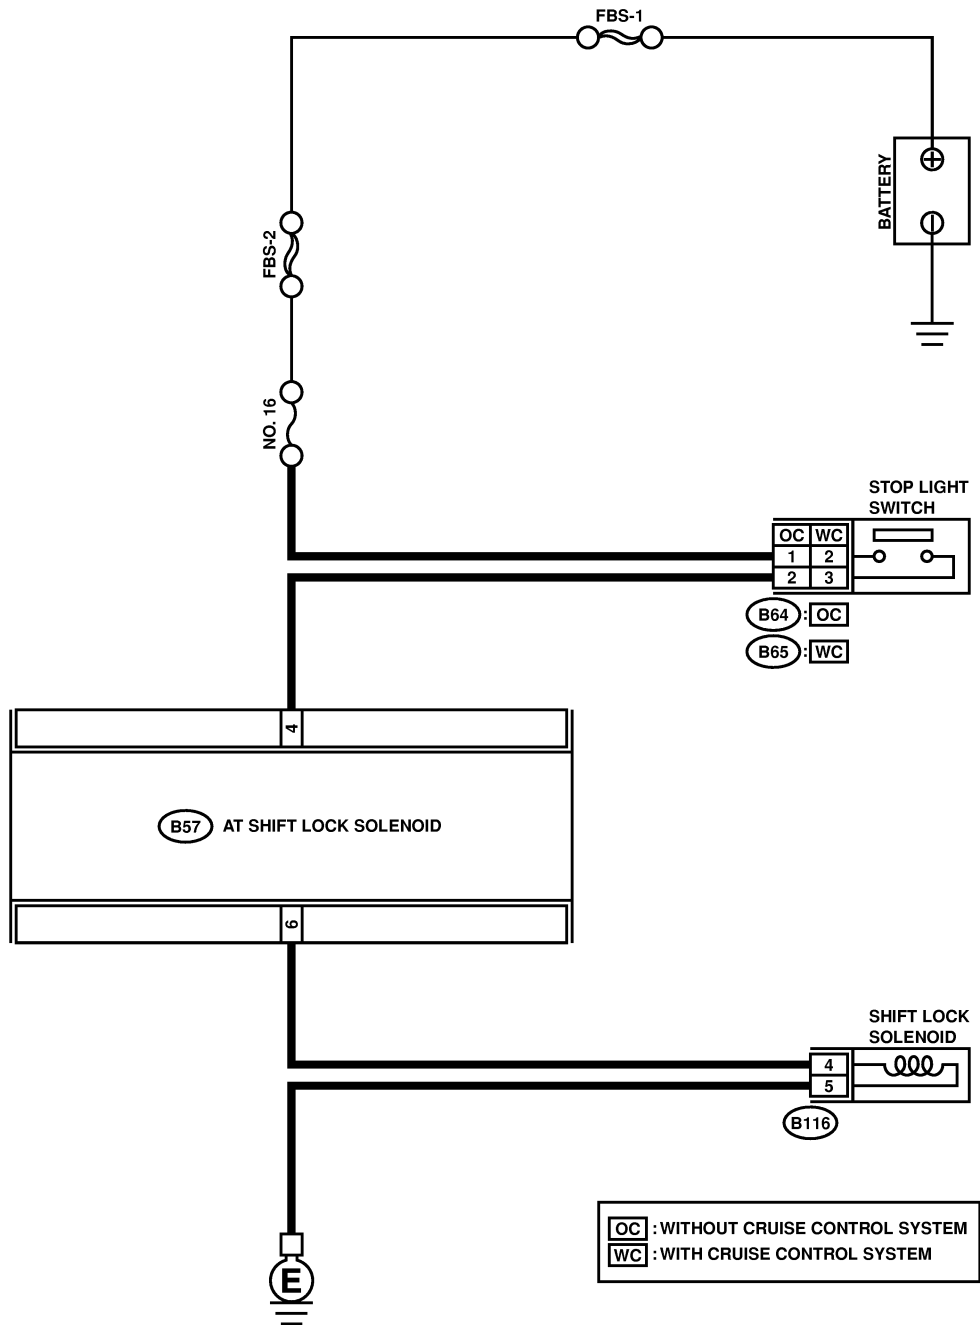 FBS-1
BATTERY
FBS-2
NO. 16
STOP LIGHT
SWITCH
OC WC
1 2
2 3
B64 : OC
B65 : WC
4
B57 AT SHIFT LOCK SOLENOID
6
SHIFT LOCK
SOLENOID
4
5
B116
OC : WITHOUT CRUISE CONTROL SYSTEM
WC : WITH CRUISE CONTROL SYSTEM
E